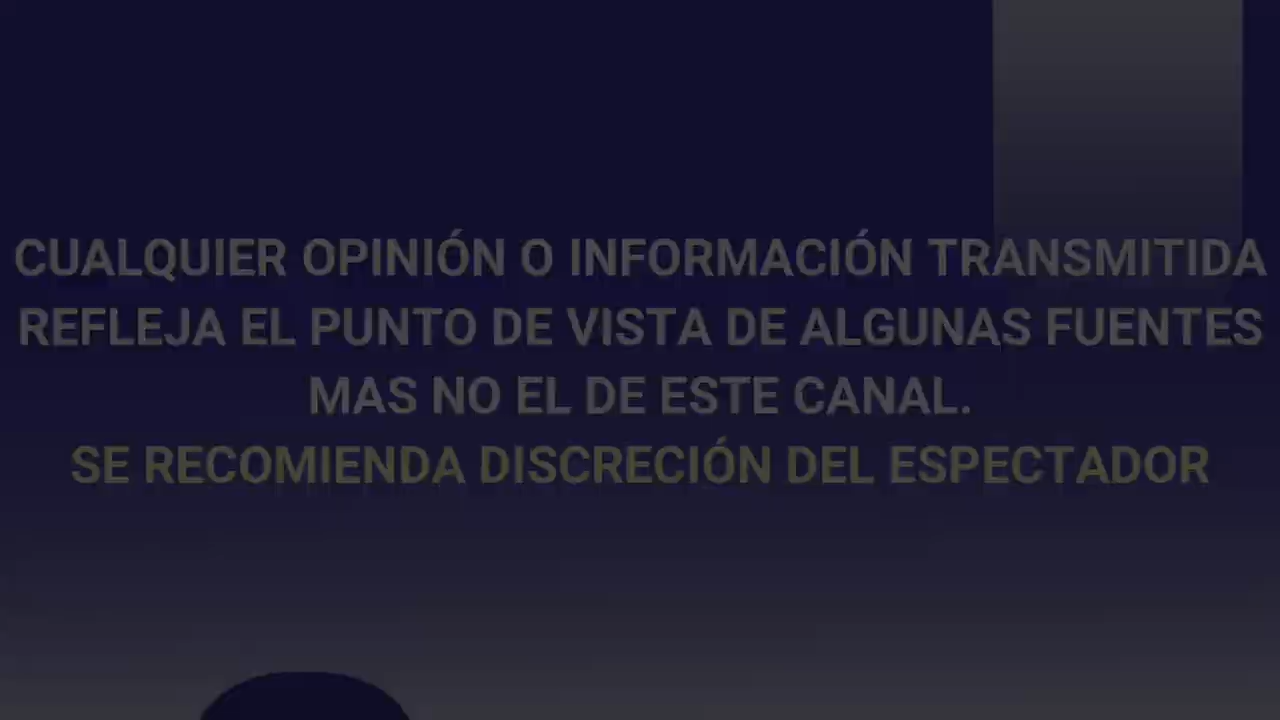 CUALQUIER OPINIÓN O INFORMACIÓN TRANSMITIDA
REFLEJA EL PUNTO DE VISTA DE ALGUNAS FUENTES
MAS NO EL DE ESTE CANAL.
SE RECOMIENDA DISCRECIÓN DEL ESPECTADOR